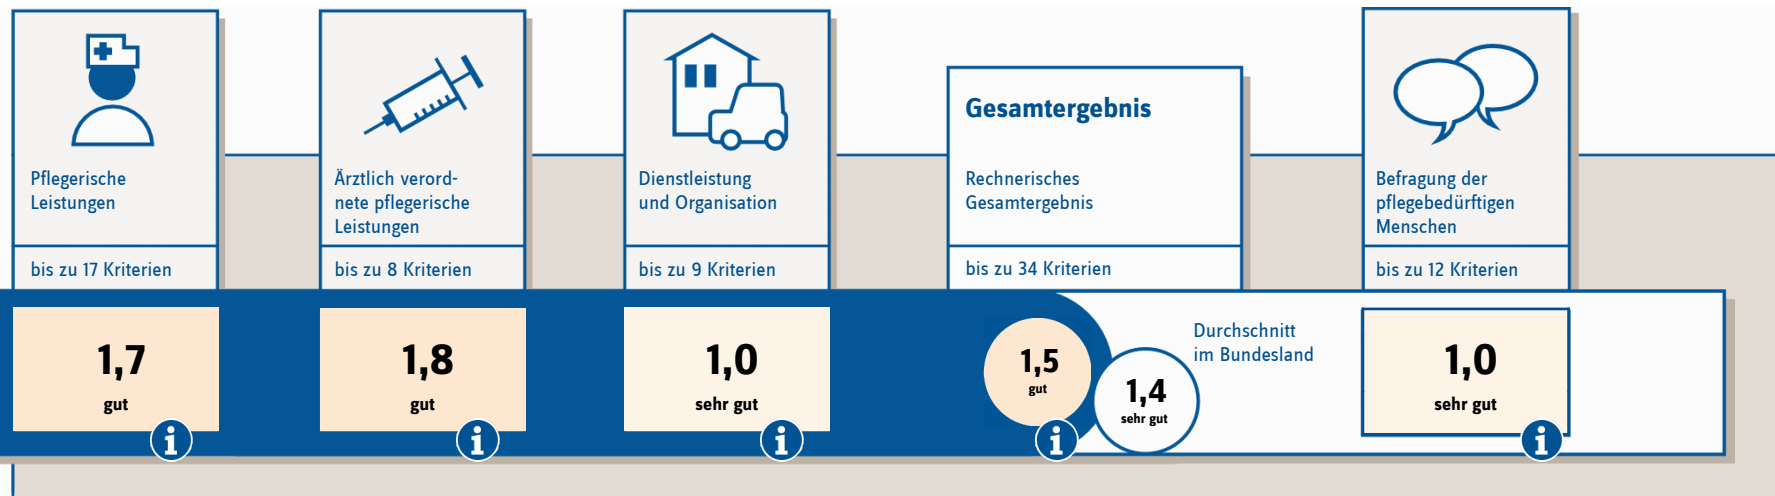 Pflegerische
Leistungen
bis zu 17 Kriterien
1,7
gut
i
Ärztlich verord-
nete pflegerische
Leistungen
bis zu 8 Kriterien
1,8
gut
i
Dienstleistung
und Organisation
bis zu 9 Kriterien
1,0
sehr gut
i
Gesamtergebnis
Rechnerisches
Gesamtergebnis
bis zu 34 Kriterien
1,5
gut
i
1,4
sehr gut
Durchschnitt
im Bundesland
Befragung der
pflegebedürftigen
Menschen
bis zu 12 Kriterien
1,0
sehr gut
i